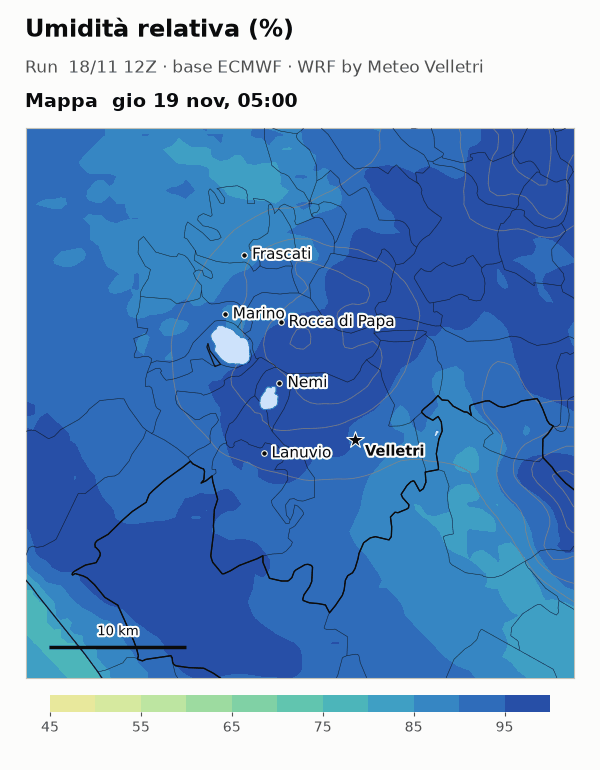 Umidità relativa (%)
Run  18/11 12Z · base ECMWF · WRF by Meteo Velletri
Mappa  gio 19 nov, 05:00
Frascati
Marino
Rocca di Papa
Nemi
Velletri
Lanuvio
10 km
45 55 65 75 85 95